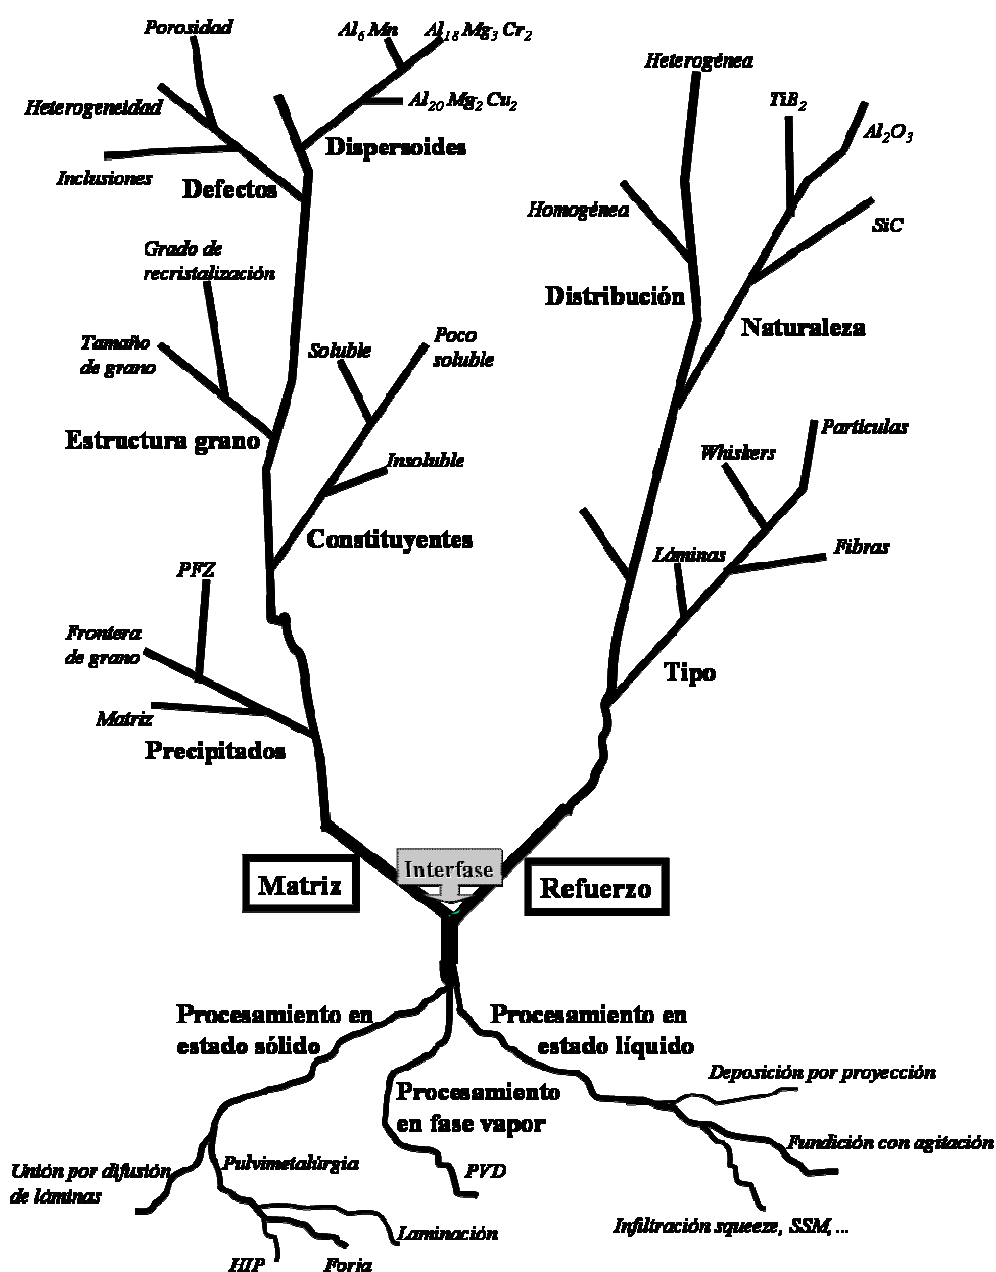 Porosidad
Al6 Mn
Al18 Mg3 Cr2
Heterogeneidad
Al20 Mg2 Cu2
Dispersoides
Inclusiones
Defectos
Grado de
recristalización
Tamaño
de grano
Soluble
Poco
soluble
Estructura grano
Insoluble
Constituyentes
PFZ
Frontera
de grano
Matriz
Precipitados
Heterogénea
TiB2
Al2O3
Homogénea
SiC
Distribución
Naturaleza
Partículas
Whiskers
Láminas
Fibras
Tipo
Matriz
Interfase
Refuerzo
Procesamiento en
estado sólido
Procesamiento en
estado líquido
Procesamiento
en fase vapor
Deposición por proyección
Fundición con agitación
Unión por difusión
de láminas
Pulvimetalúrgia
PVD
Infiltración squeeze, SSM, ...
Laminación
HIP
Forja